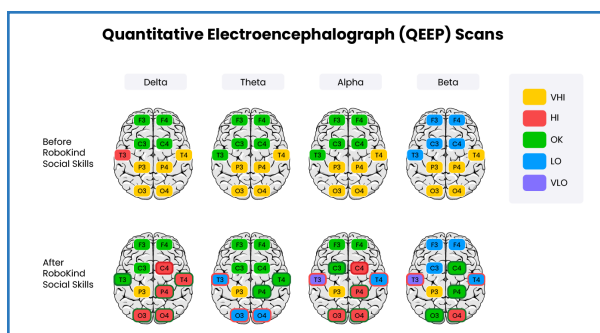 Quantitative Electroencephalograph (QEEP) Scans
Delta Theta Alpha Beta
VHI
HI
OK
LO
VLO
Before
RoboKind
Social Skills
F3 F4 F3 F4 F3 F4 F3 F4
C3 C4 C3 C4 C3 C4 C3 C4
T3 T4 T3 T4 T3 T4 T3 T4
P3 P4 P3 P4 P3 P4 P3 P4
O3 O4 O3 O4 O3 O4 O3 O4
After
RoboKind
Social Skills
F3 F4 F3 F4 F3 F4 F3 F4
C3 C4 C3 C4 C3 C4 C3 C4
T3 T4 T3 T4 T3 T4 T3 T4
P3 P4 P3 P4 P3 P4 P3 P4
O3 O4 O3 O4 O3 O4 O3 O4